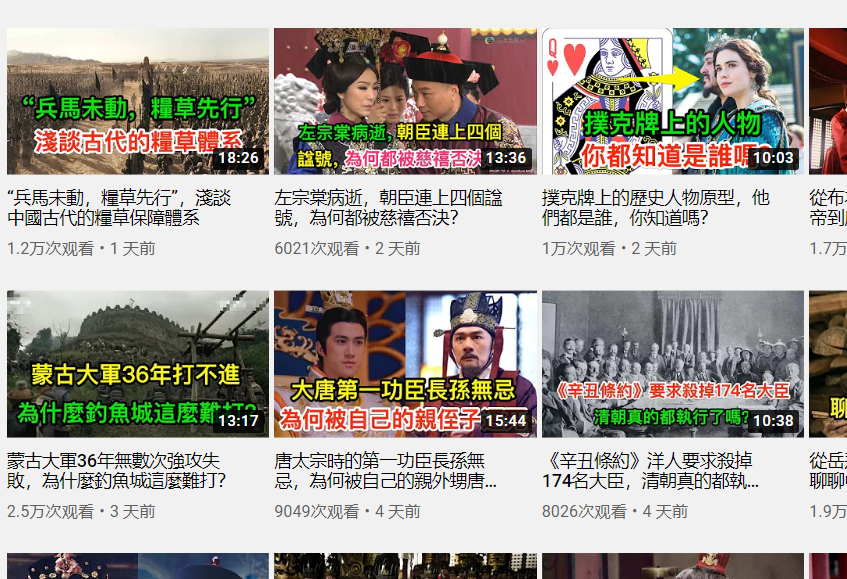 “兵馬未動，糧草先行”
淺談古代的糧草體系
18:26
左宗棠病逝，朝臣連上四個
諡號，為何都被慈禧否決
13:36
Q
撲克牌上的人物
你都知道是誰嗎?
10:03
“兵馬未動，糧草先行”，淺談
中國古代的糧草保障體系
1.2万次观看・1 天前
左宗棠病逝，朝臣連上四個諡
號，為何都被慈禧否決？
6021次观看・2 天前
撲克牌上的歷史人物原型，他
們都是誰，你知道嗎？
1万次观看・2 天前
從布
帝到
1.7万
蒙古大軍36年打不進
為什麼釣魚城這麼難打?
13:17
大唐第一功臣長孫無忌
為何被自己的親侄子
15:44
《辛丑條約》要求殺掉174名大臣
清朝真的都執行了嗎?
10:38
聊
蒙古大軍36年無數次強攻失
敗，為什麼釣魚城這麼難打？
2.5万次观看・3 天前
唐太宗時的第一功臣長孫無
忌，為何被自己的親外甥唐...
9049次观看・4 天前
《辛丑條約》洋人要求殺掉
174名大臣，清朝真的都執...
8026次观看・4 天前
從岳
聊聊
1.9万